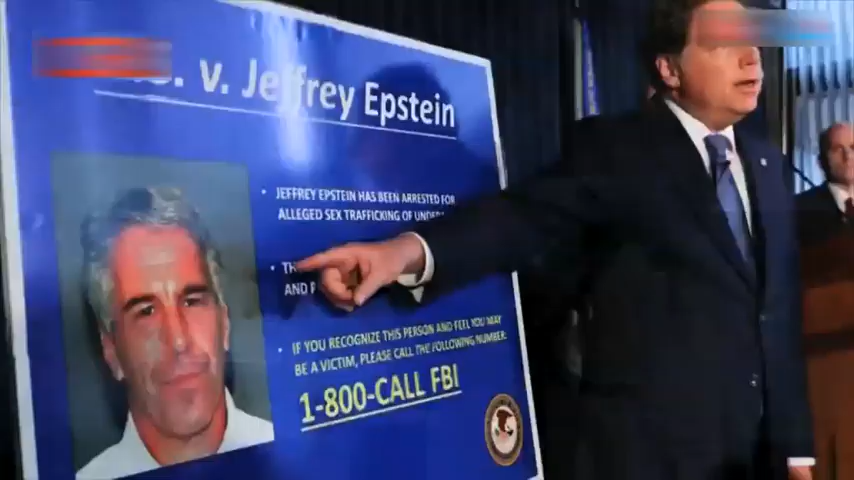 v. Jeffrey Epstein
• JEFFREY EPSTEIN HAS BEEN ARRESTED FOR
ALLEGED SEX TRAFFICKING OF
•
AND
• IF YOU RECOGNIZE THIS PERSON AND FEEL YOU MAY
BE A VICTIM, PLEASE CALL THE FOLLOWING NUMBER:
1-800-CALL FBI